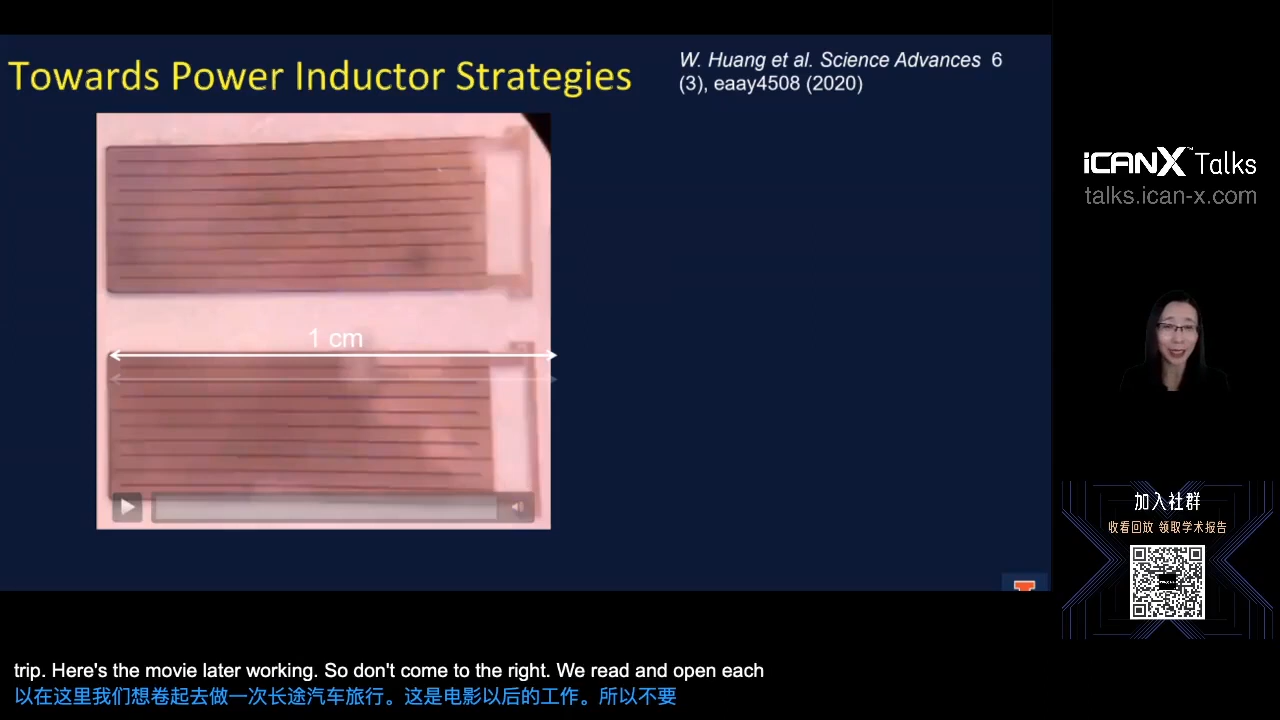 Towards Power Inductor Strategies
W. Huang et al. Science Advances 6
(3), eaay4508 (2020)
1 cm
iCANX™ Talks
talks.ican-x.com
加入社群
收看回放 领取学术报告
trip. Here's the movie later working. So don't come to the right. We read and open each
以在这里我们想卷起去做一次长途汽车旅行。这是电影以后的工作。所以不要